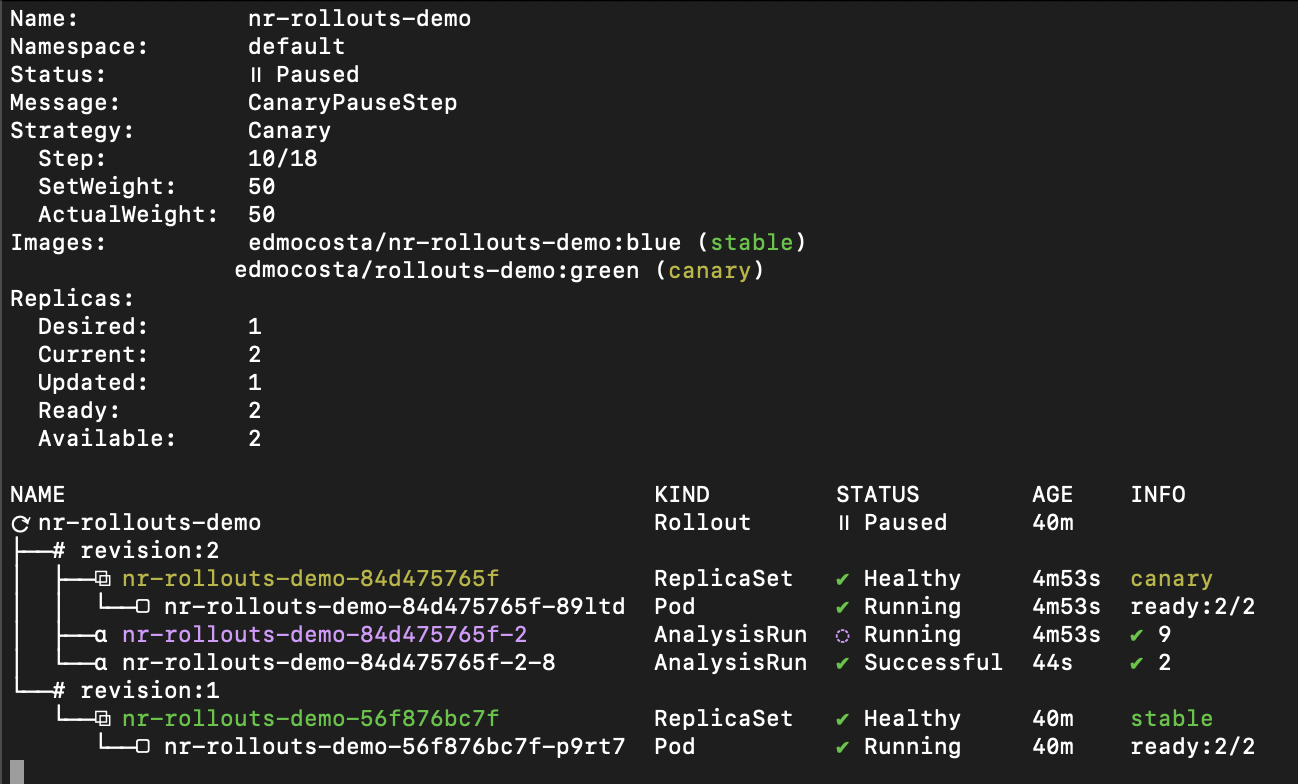 Name:            nr-rollouts-demo
Namespace:       default
Status:          ॥ Paused
Message:         CanaryPauseStep
Strategy:        Canary
  Step:          10/18
  SetWeight:     50
  ActualWeight:  50
Images:          edmocosta/nr-rollouts-demo:blue (stable)
                 edmocosta/rollouts-demo:green (canary)
Replicas:
  Desired:       1
  Current:       2
  Updated:       1
  Ready:         2
  Available:     2
NAME                                          KIND         STATUS        AGE    INFO
⟳ nr-rollouts-demo                            Rollout      ॥ Paused      40m
├──# revision:2
│  ├──⧉ nr-rollouts-demo-84d475765f           ReplicaSet   ✔ Healthy     4m53s  canary
│  │  └──□ nr-rollouts-demo-84d475765f-89ltd  Pod          ✔ Running     4m53s  ready:2/2
│  ├──α nr-rollouts-demo-84d475765f-2         AnalysisRun  ◌ Running     4m53s  ✔ 9
│  └──α nr-rollouts-demo-84d475765f-2-8       AnalysisRun  ✔ Successful  44s    ✔ 2
└──# revision:1
   └──⧉ nr-rollouts-demo-56f876bc7f           ReplicaSet   ✔ Healthy     40m    stable
      └──□ nr-rollouts-demo-56f876bc7f-p9rt7  Pod          ✔ Running     40m    ready:2/2